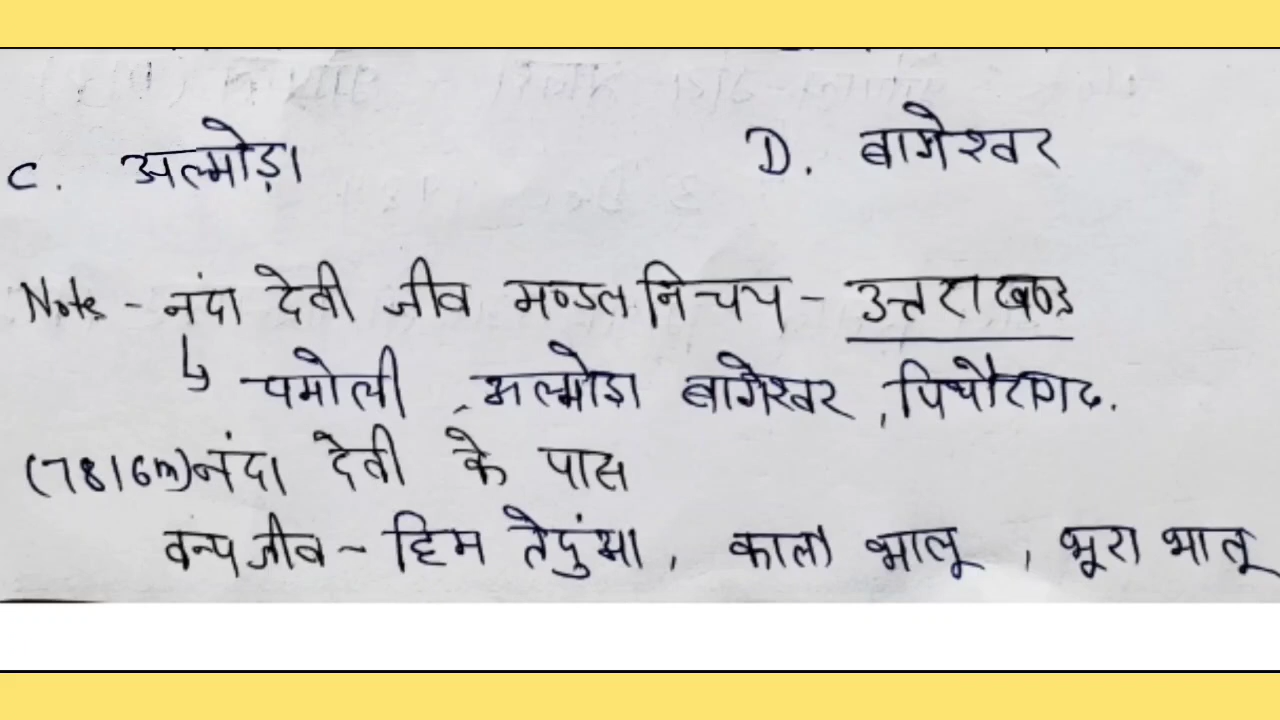 C. अल्मोड़ा D. बागेश्वर
Note - नंदा देवी जीव मण्डल निचय - उत्तराखण्ड
↳ चमोली, अल्मोड़ा बागेश्वर, पिथौरागढ.
(7816m) नंदा देवी के पास
वन्य जीव - हिम तेदुंआ, काला भालू, भूरा भालू